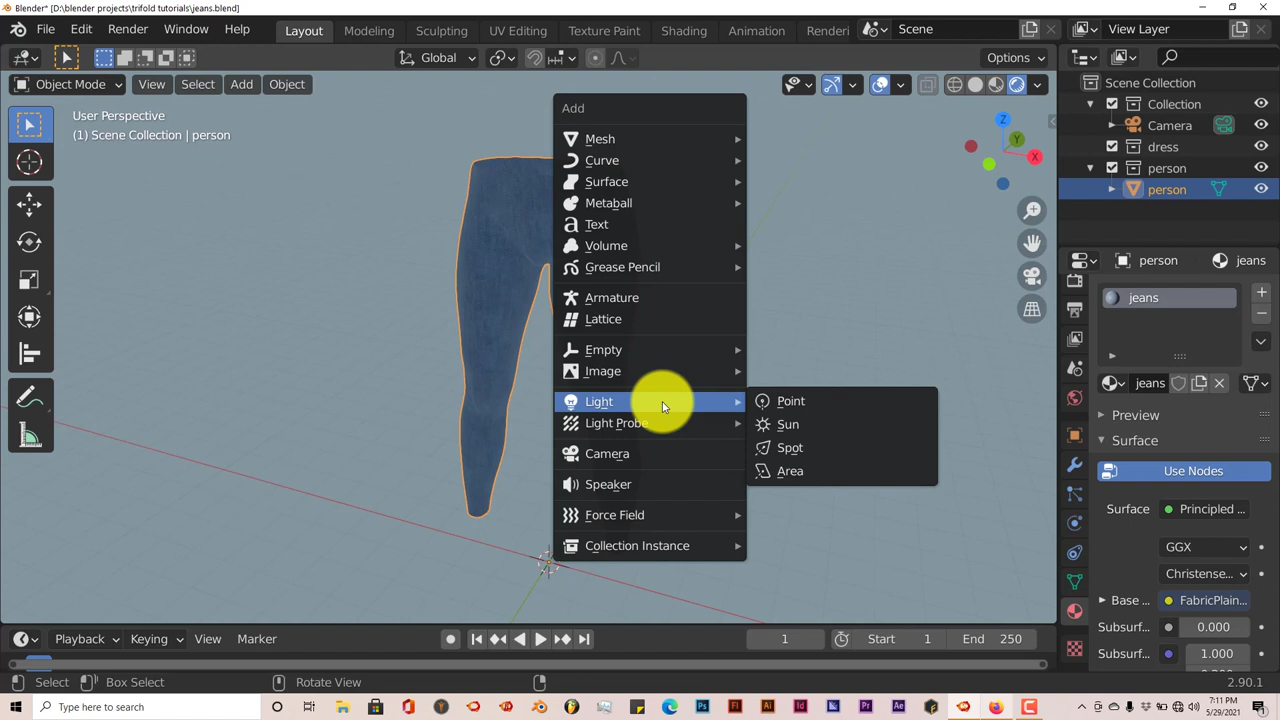 Blender* [D:\blender projects\trifold tutorials\jeans.blend]
File Edit Render Window Help Layout Modeling Sculpting UV Editing Texture Paint Shading Animation Renderi Scene View Layer
Global Options
Object Mode View Select Add Object
User Perspective
(1) Scene Collection | person
Add
Mesh
Curve
Surface
Metaball
Text
Volume
Grease Pencil
Armature
Lattice
Empty
Image
Light
Light Probe
Camera
Speaker
Force Field
Collection Instance
Point
Sun
Spot
Area
Z
Y
X
Scene Collection
Collection
Camera
dress
person
person
person jeans
jeans
jeans
Preview
Surface
Use Nodes
Surface Principled ...
GGX
Christense...
Base FabricPlain...
Subsurf... 0.000
Subsurf... 1.000
Playback Keying View Marker 1 Start 1 End 250
Select Box Select Rotate View 2.90.1
Type here to search
7:11 PM
5/29/2021